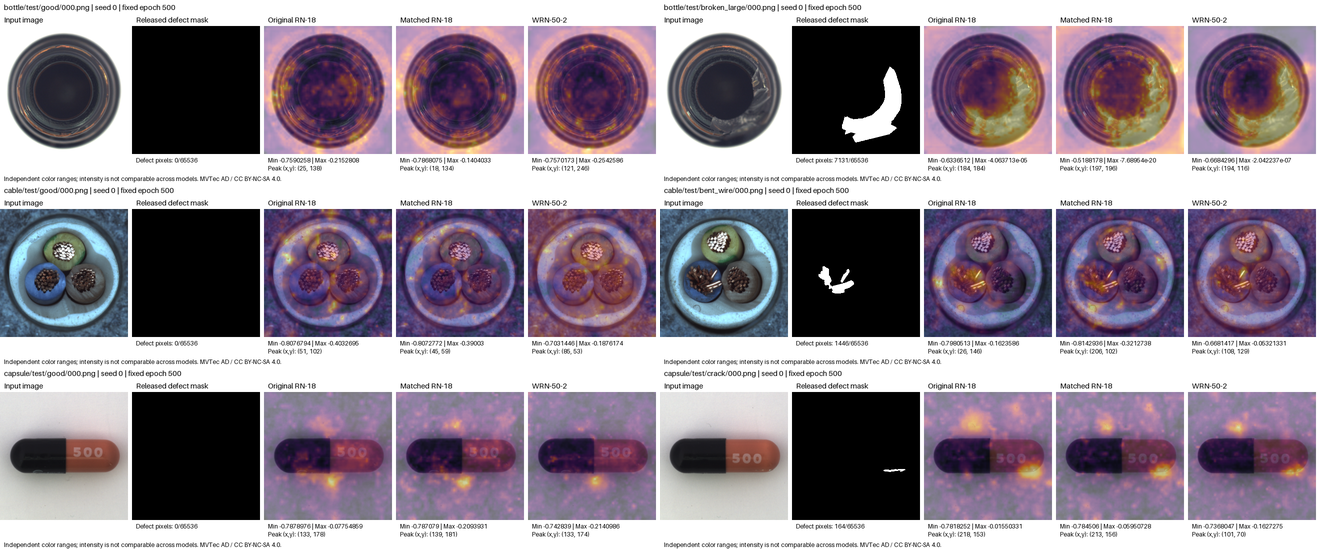 bottle/test/good/000.png | seed 0 | fixed epoch 500
Input image Released defect mask Original RN-18 Matched RN-18 WRN-50-2
Defect pixels: 0/65536 Min -0.7590258 | Max -0.2152808 Min -0.7868075 | Max -0.1404033 Min -0.7570173 | Max -0.2542586
Peak (x,y): (25, 138) Peak (x,y): (18, 134) Peak (x,y): (121, 246)
Independent color ranges; intensity is not comparable across models. MVTec AD / CC BY-NC-SA 4.0.
bottle/test/broken_large/000.png | seed 0 | fixed epoch 500
Input image Released defect mask Original RN-18 Matched RN-18 WRN-50-2
Defect pixels: 7131/65536 Min -0.6336512 | Max -4.063713e-05 Min -0.5188178 | Max -7.68954e-20 Min -0.6684296 | Max -2.042237e-07
Peak (x,y): (184, 184) Peak (x,y): (197, 196) Peak (x,y): (194, 116)
Independent color ranges; intensity is not comparable across models. MVTec AD / CC BY-NC-SA 4.0.
cable/test/good/000.png | seed 0 | fixed epoch 500
Input image Released defect mask Original RN-18 Matched RN-18 WRN-50-2
Defect pixels: 0/65536 Min -0.8076794 | Max -0.4032695 Min -0.8072772 | Max -0.39003 Min -0.7031446 | Max -0.1876174
Peak (x,y): (51, 102) Peak (x,y): (45, 59) Peak (x,y): (85, 53)
Independent color ranges; intensity is not comparable across models. MVTec AD / CC BY-NC-SA 4.0.
cable/test/bent_wire/000.png | seed 0 | fixed epoch 500
Input image Released defect mask Original RN-18 Matched RN-18 WRN-50-2
Defect pixels: 1446/65536 Min -0.7980513 | Max -0.1623586 Min -0.8142936 | Max -0.3212738 Min -0.6681417 | Max -0.05321331
Peak (x,y): (26, 146) Peak (x,y): (206, 102) Peak (x,y): (108, 129)
Independent color ranges; intensity is not comparable across models. MVTec AD / CC BY-NC-SA 4.0.
capsule/test/good/000.png | seed 0 | fixed epoch 500
Input image Released defect mask Original RN-18 Matched RN-18 WRN-50-2
500 500 500 500
Defect pixels: 0/65536 Min -0.7878976 | Max -0.07754859 Min -0.787079 | Max -0.2093931 Min -0.742839 | Max -0.2140986
Peak (x,y): (133, 178) Peak (x,y): (139, 181) Peak (x,y): (133, 174)
Independent color ranges; intensity is not comparable across models. MVTec AD / CC BY-NC-SA 4.0.
capsule/test/crack/000.png | seed 0 | fixed epoch 500
Input image Released defect mask Original RN-18 Matched RN-18 WRN-50-2
500 500 500 500
Defect pixels: 164/65536 Min -0.7818252 | Max -0.01550331 Min -0.784506 | Max -0.05950728 Min -0.7368047 | Max -0.1627275
Peak (x,y): (218, 153) Peak (x,y): (213, 156) Peak (x,y): (101, 70)
Independent color ranges; intensity is not comparable across models. MVTec AD / CC BY-NC-SA 4.0.